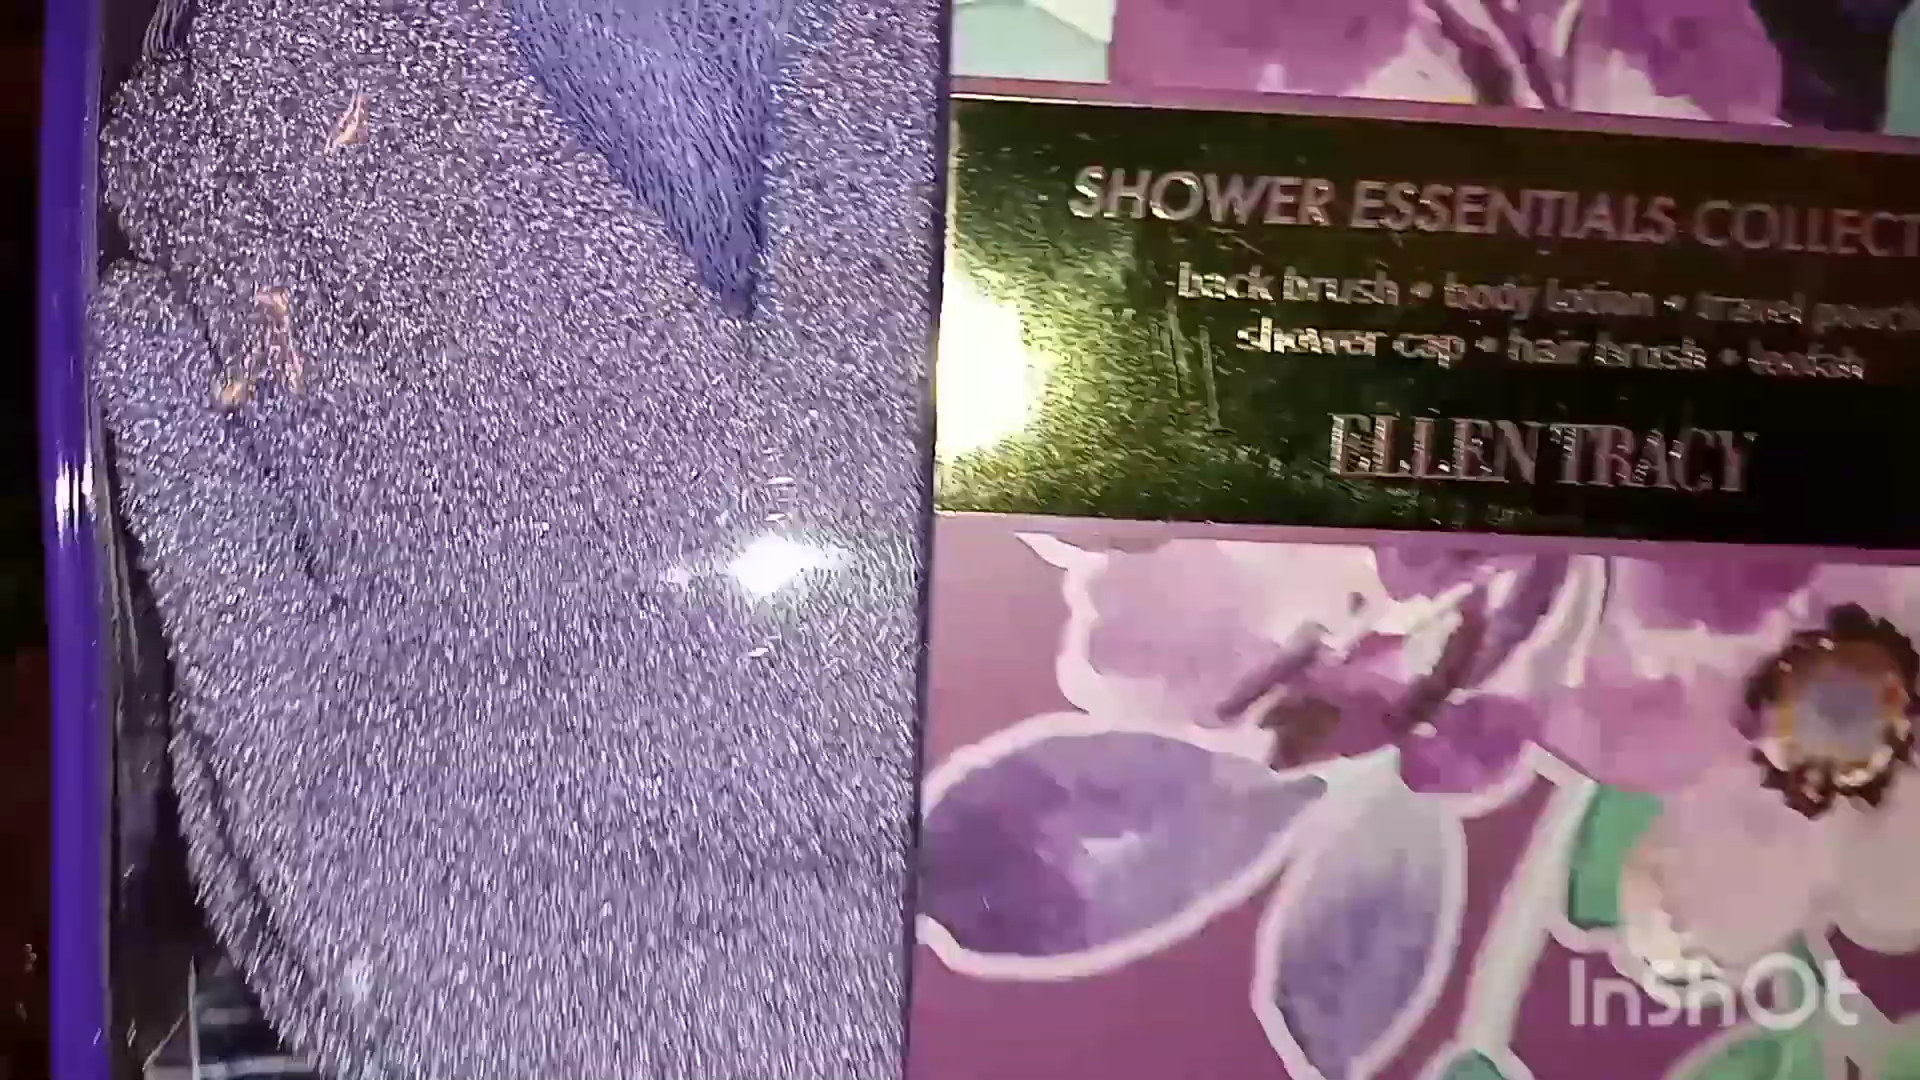 SHOWER ESSENTIALS COLLECT
back brush • body lotion • travel pouch
shower cap • hair brush • loofah
ELLEN TRACY
InShOt